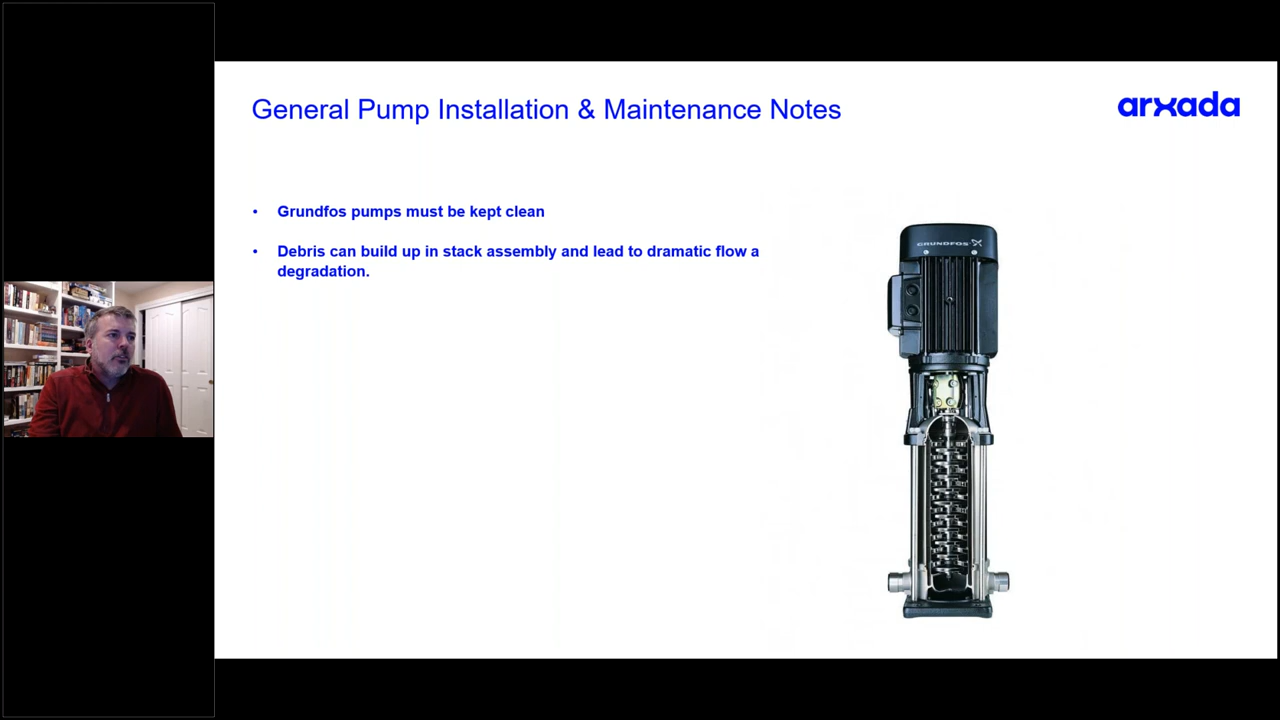 General Pump Installation & Maintenance Notes
arxada
• Grundfos pumps must be kept clean
• Debris can build up in stack assembly and lead to dramatic flow a
degradation.
GRUNDFOS